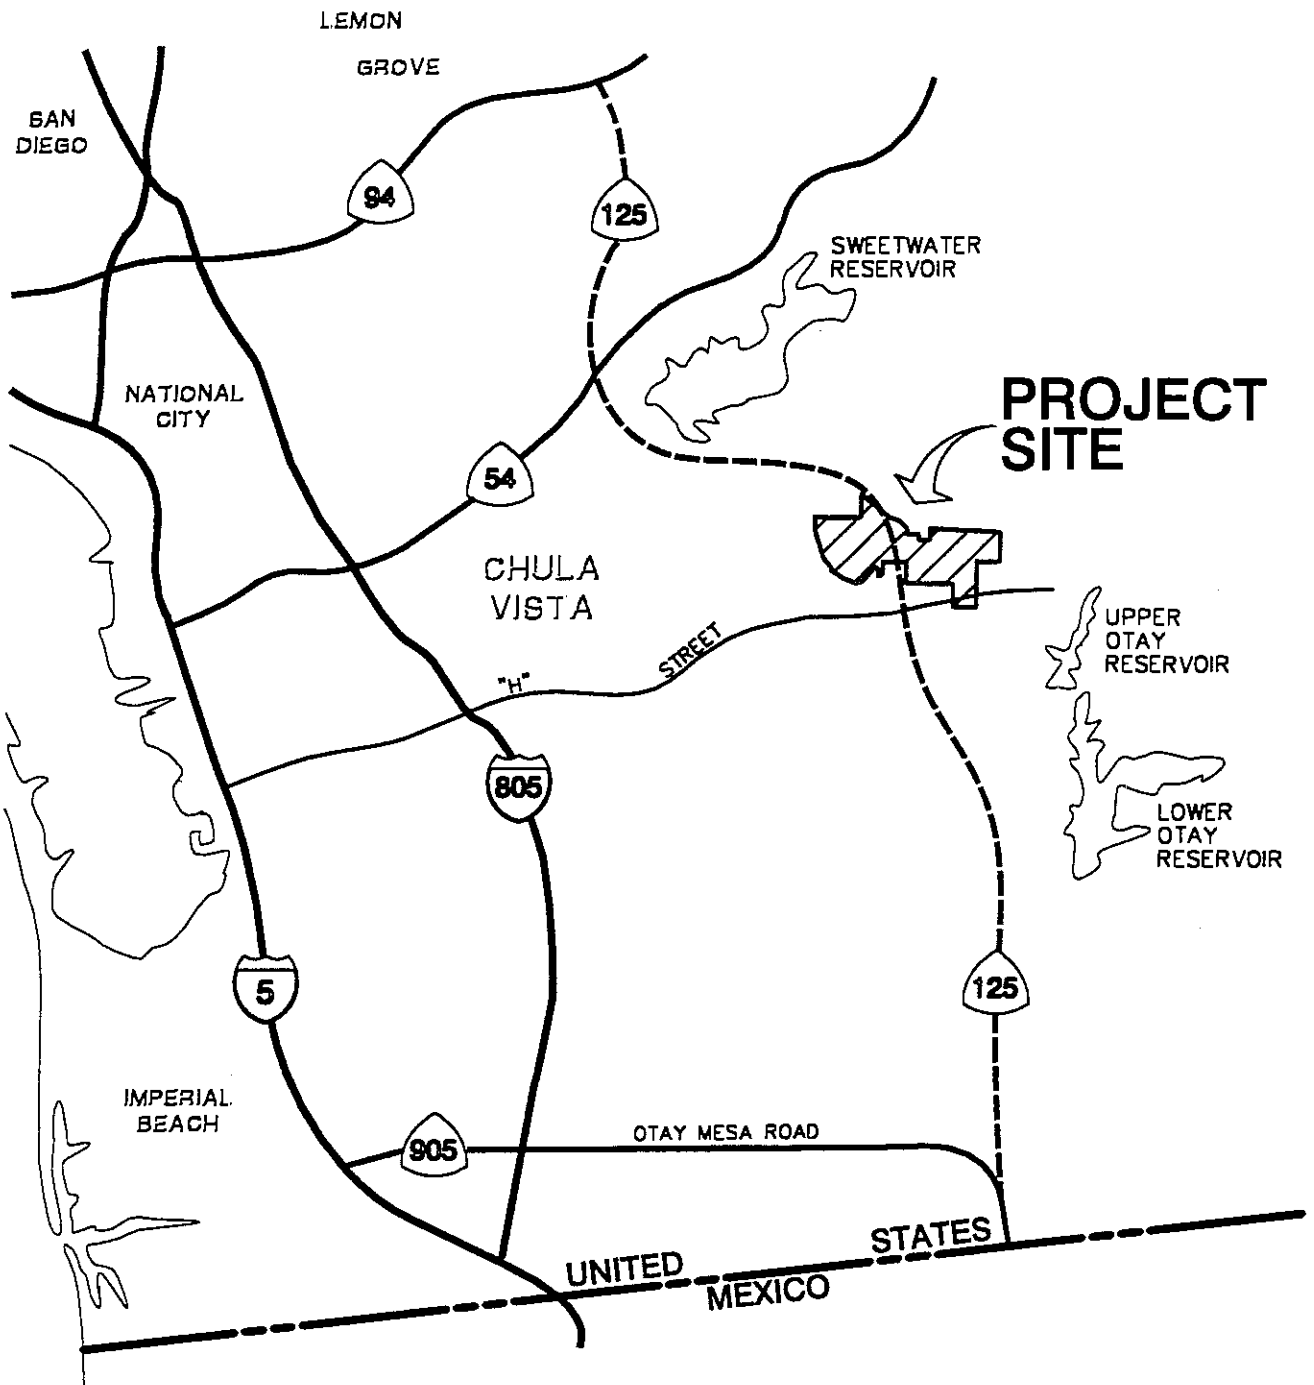 LEMON
GROVE
SAN
DIEGO
94
125
SWEETWATER
RESERVOIR
NATIONAL
CITY
PROJECT
SITE
54
CHULA
VISTA
"H" STREET
UPPER
OTAY
RESERVOIR
805
LOWER
OTAY
RESERVOIR
5
125
IMPERIAL
BEACH
905
OTAY MESA ROAD
UNITED STATES
MEXICO